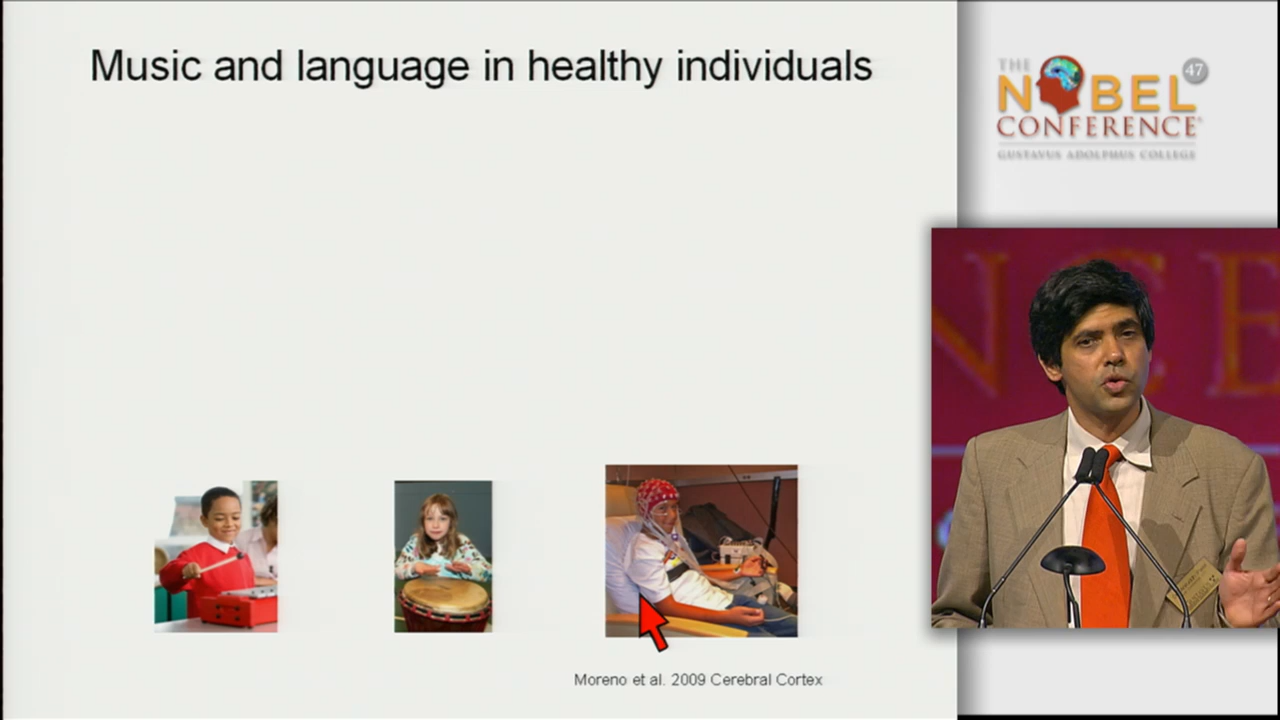 Music and language in healthy individuals
Moreno et al. 2009 Cerebral Cortex
THE
NOBEL 47
CONFERENCE
GUSTAVUS ADOLPHUS COLLEGE